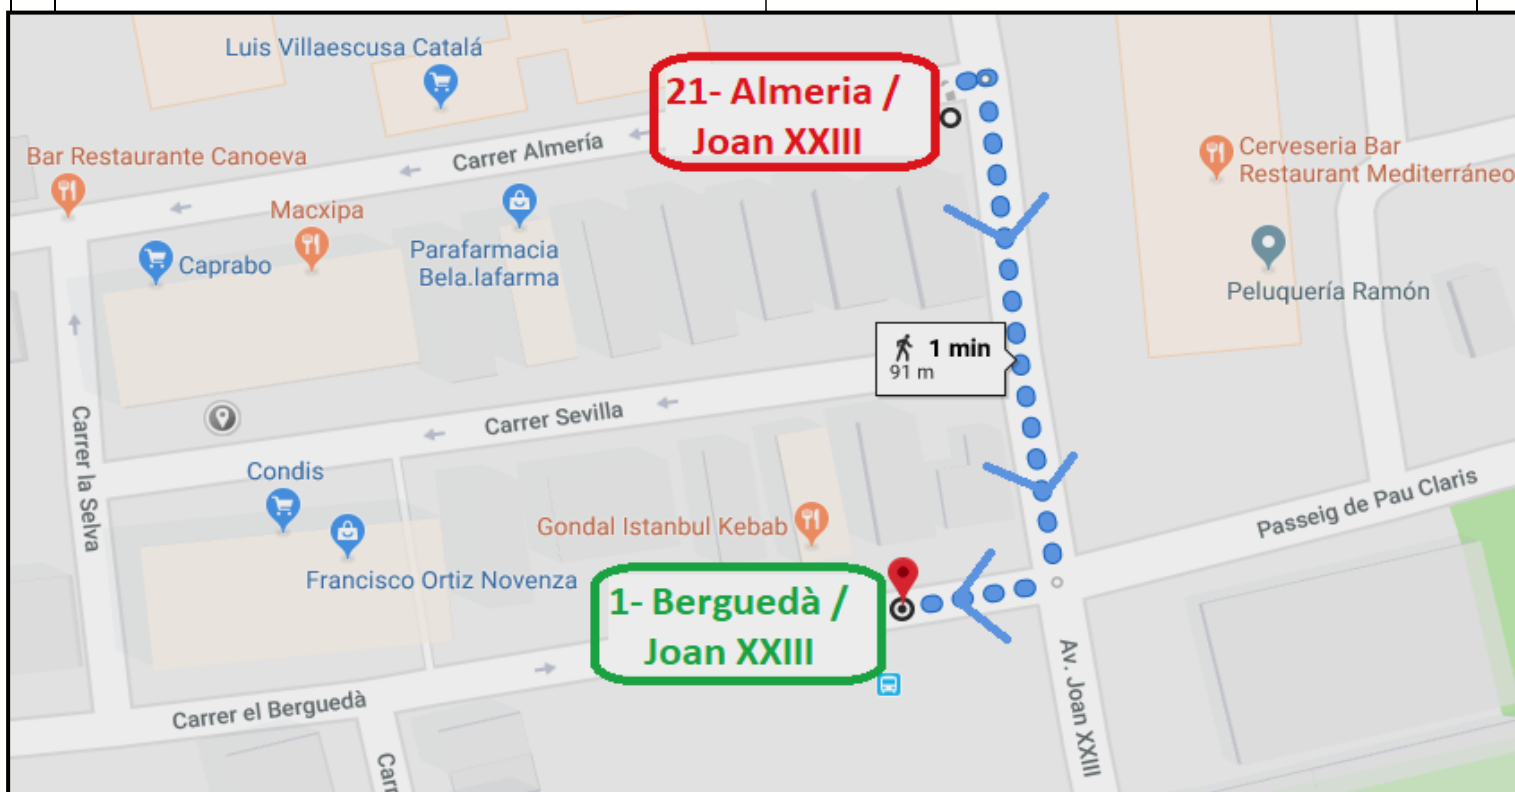 Luis Villaescusa Catalá
21- Almeria /
Joan XXIII
Carrer Almería
Bar Restaurante Canoeva
Cerveseria Bar
Restaurant Mediterráneo
Macxipa
Caprabo
Parafarmacia
Bela.lafarma
Peluquería Ramón
1 min
91 m
Carrer la Selva
Carrer Sevilla
Condis
Gondal Istanbul Kebab
Passeig de Pau Claris
Francisco Ortiz Novenza
1- Berguedà /
Joan XXIII
Av. Joan XXIII
Carrer el Berguedà
Carr